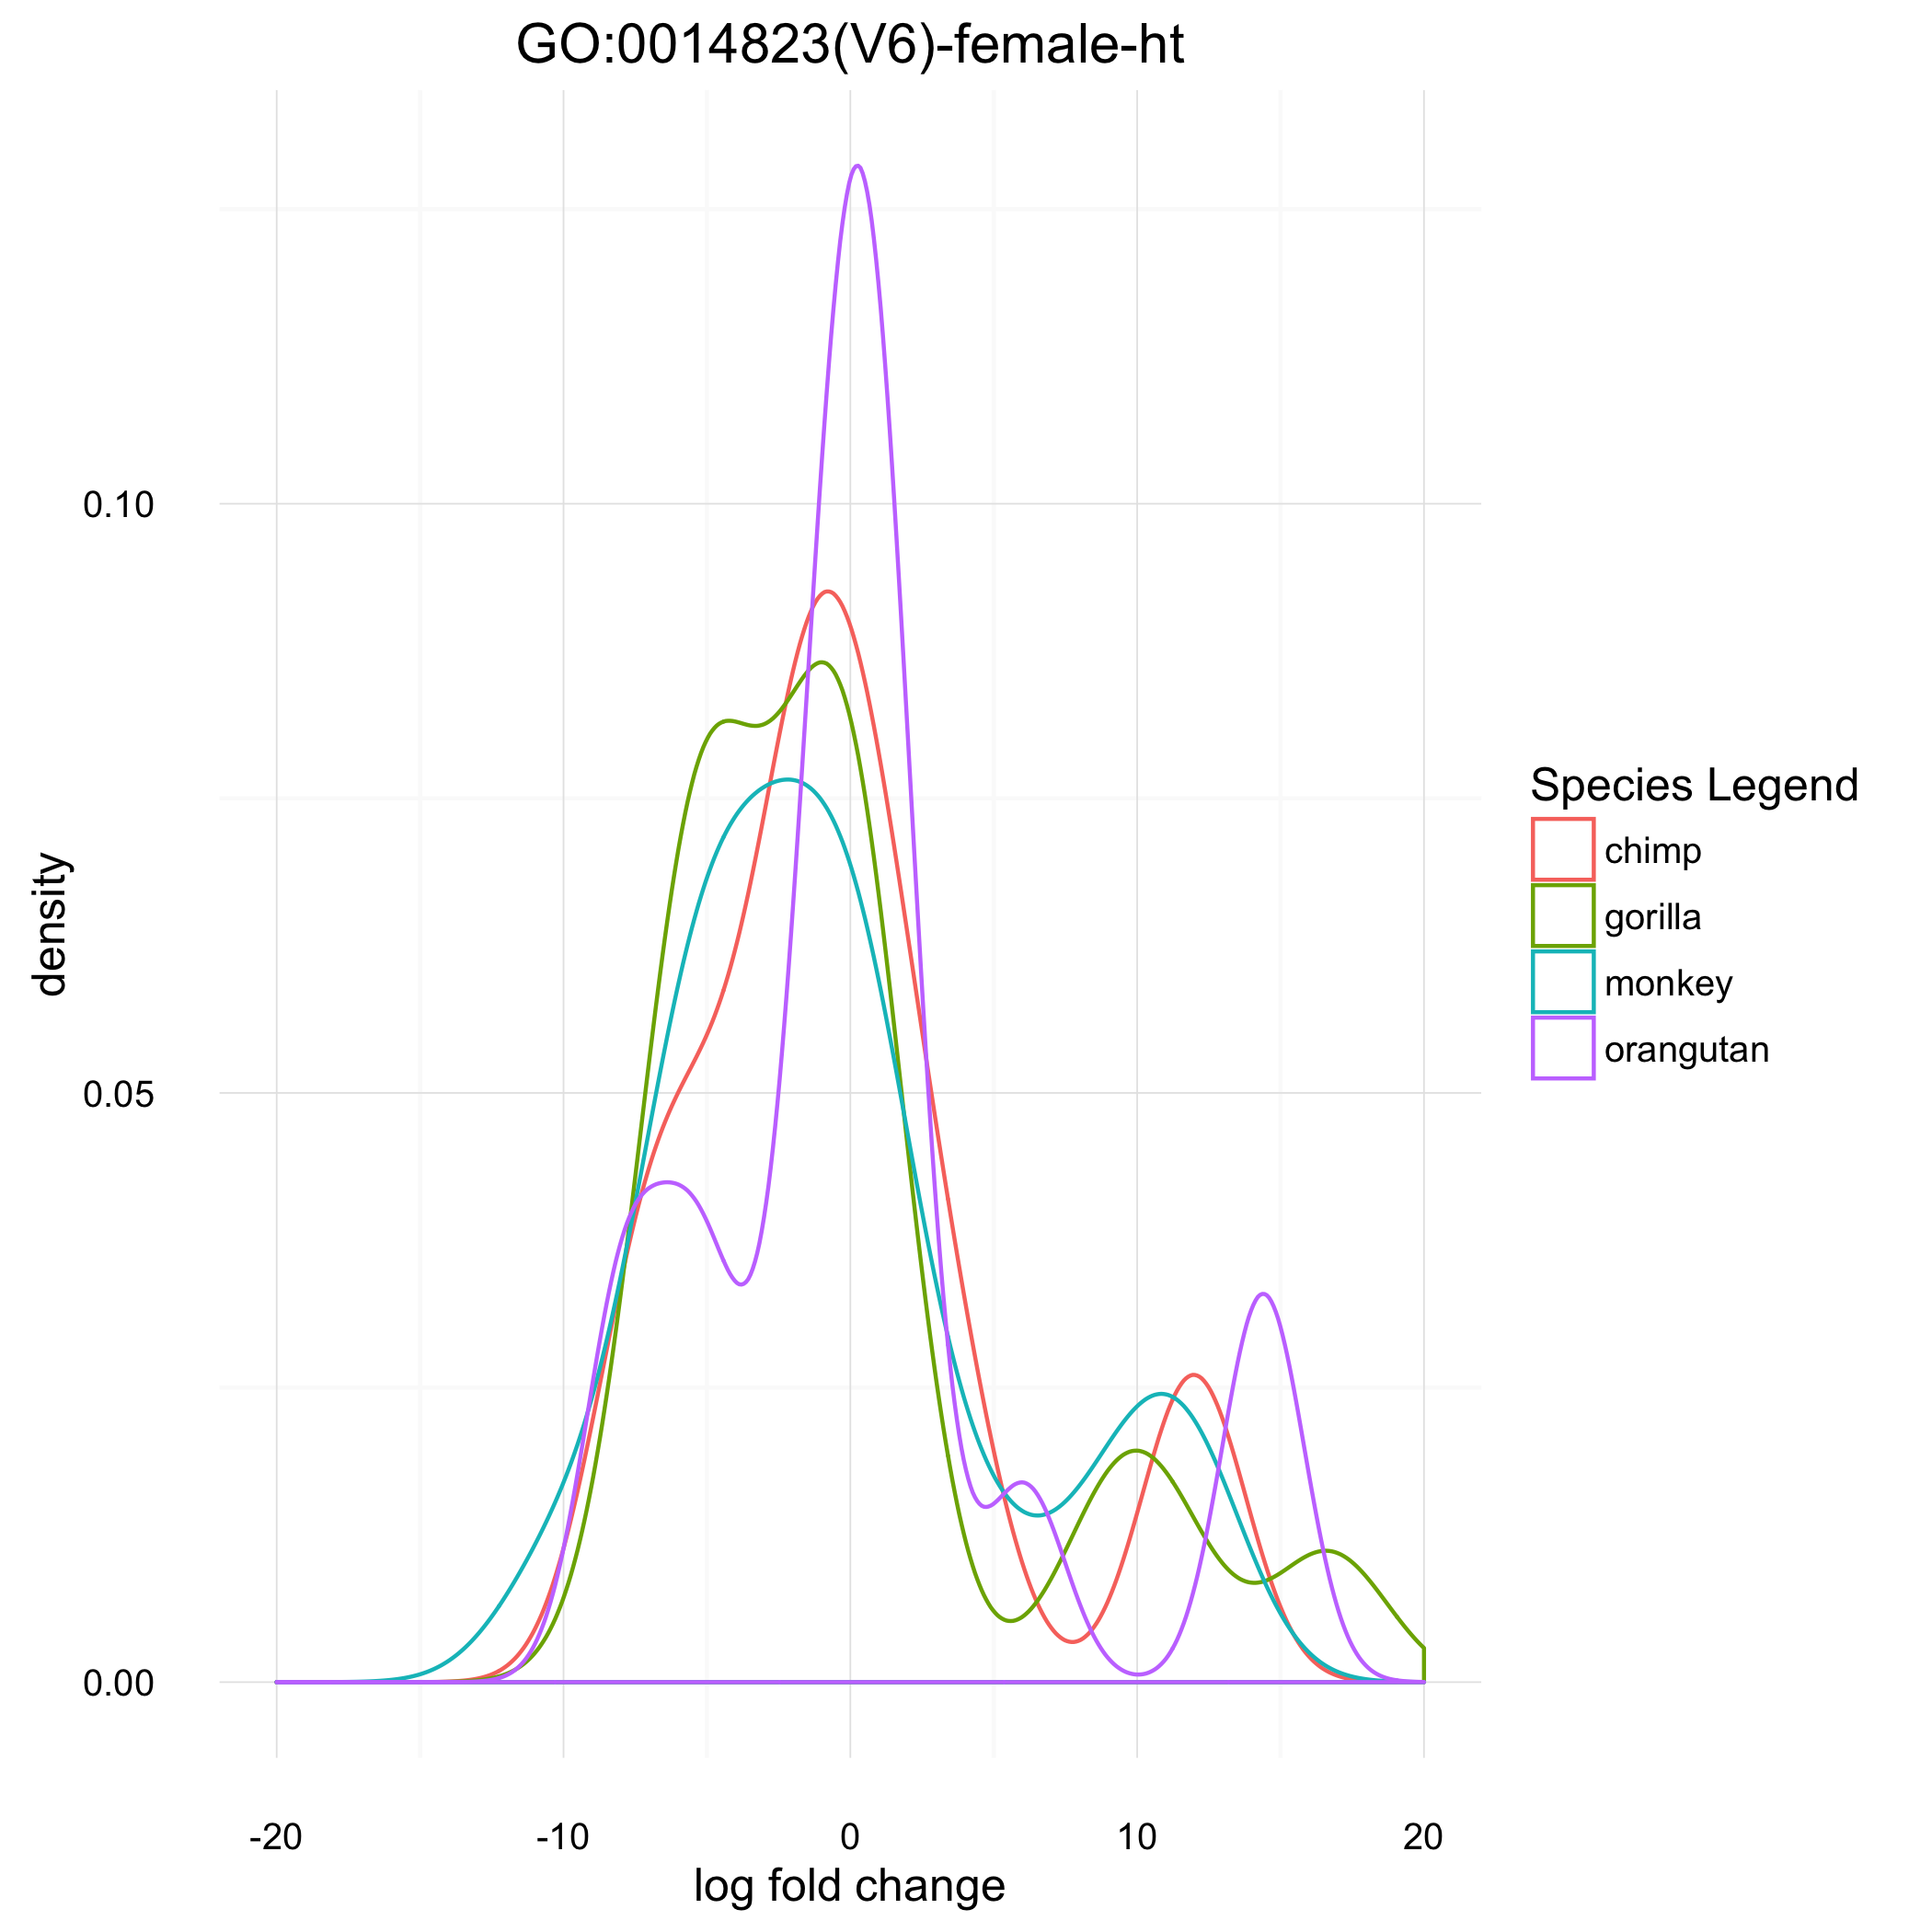 GO:0014823(V6)-female-ht
density
0.10
0.05
0.00
-20
-10
0
10
20
log fold change
Species Legend
chimp
gorilla
monkey
orangutan